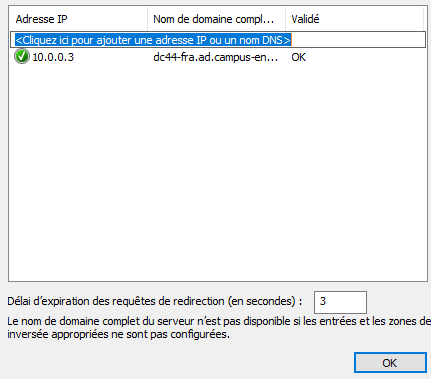 Adresse IP Nom de domaine compl... Validé
<Cliquez ici pour ajouter une adresse IP ou un nom DNS>
10.0.0.3 dc44-fra.ad.campus-en... OK
Délai d'expiration des requêtes de redirection (en secondes) : 3
Le nom de domaine complet du serveur n'est pas disponible si les entrées et les zones de
inversée appropriées ne sont pas configurées.
OK